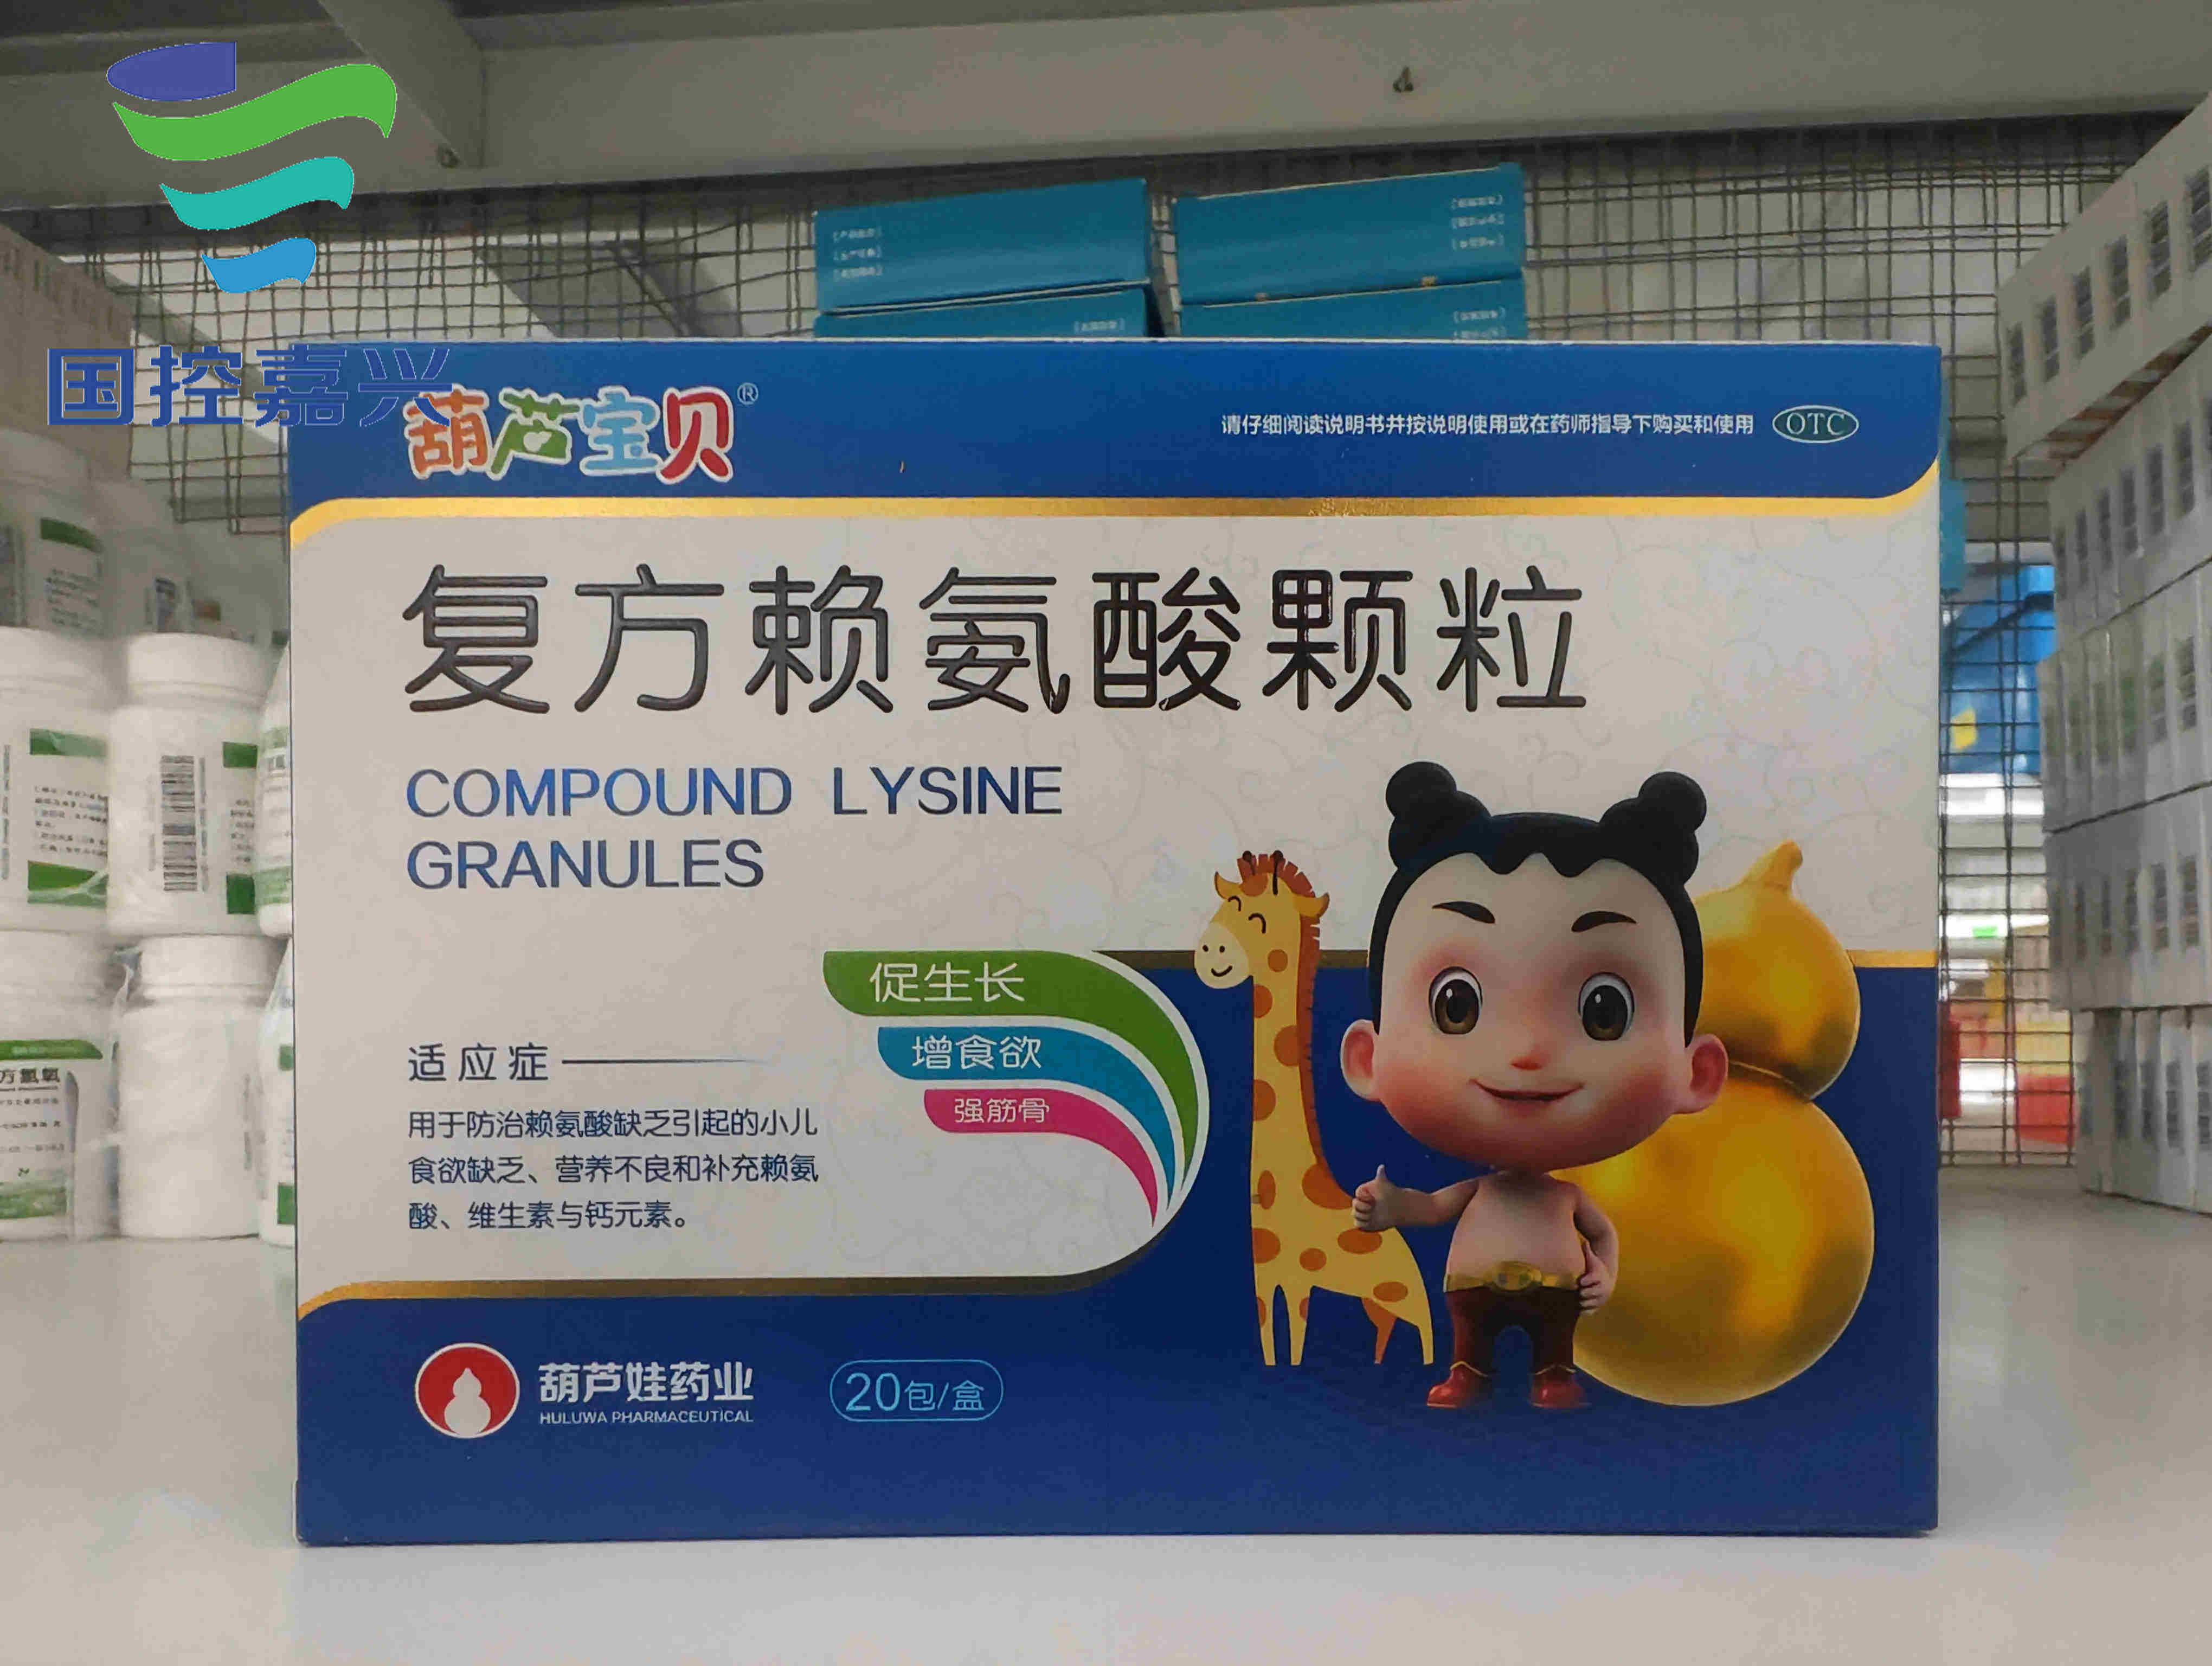 国控嘉兴
葫芦宝贝®
请仔细阅读说明书并按说明使用或在药师指导下购买和使用 OTC
复方赖氨酸颗粒
COMPOUND LYSINE
GRANULES
促生长
增食欲
强筋骨
适应症
用于防治赖氨酸缺乏引起的小儿
食欲缺乏、营养不良和补充赖氨
酸、维生素与钙元素。
葫芦娃药业
HULUWA PHARMACEUTICAL
20包/盒
方氢氧